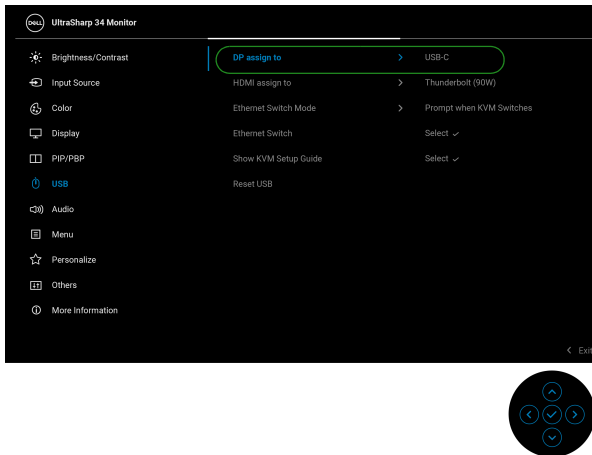 DELL UltraSharp 34 Monitor
Brightness/Contrast
Input Source
Color
Display
PIP/PBP
USB
Audio
Menu
Personalize
Others
More Information
DP assign to > USB-C
HDMI assign to > Thunderbolt (90W)
Ethernet Switch Mode > Prompt when KVM Switches
Ethernet Switch Select ✓
Show KVM Setup Guide Select ✓
Reset USB
< Exit